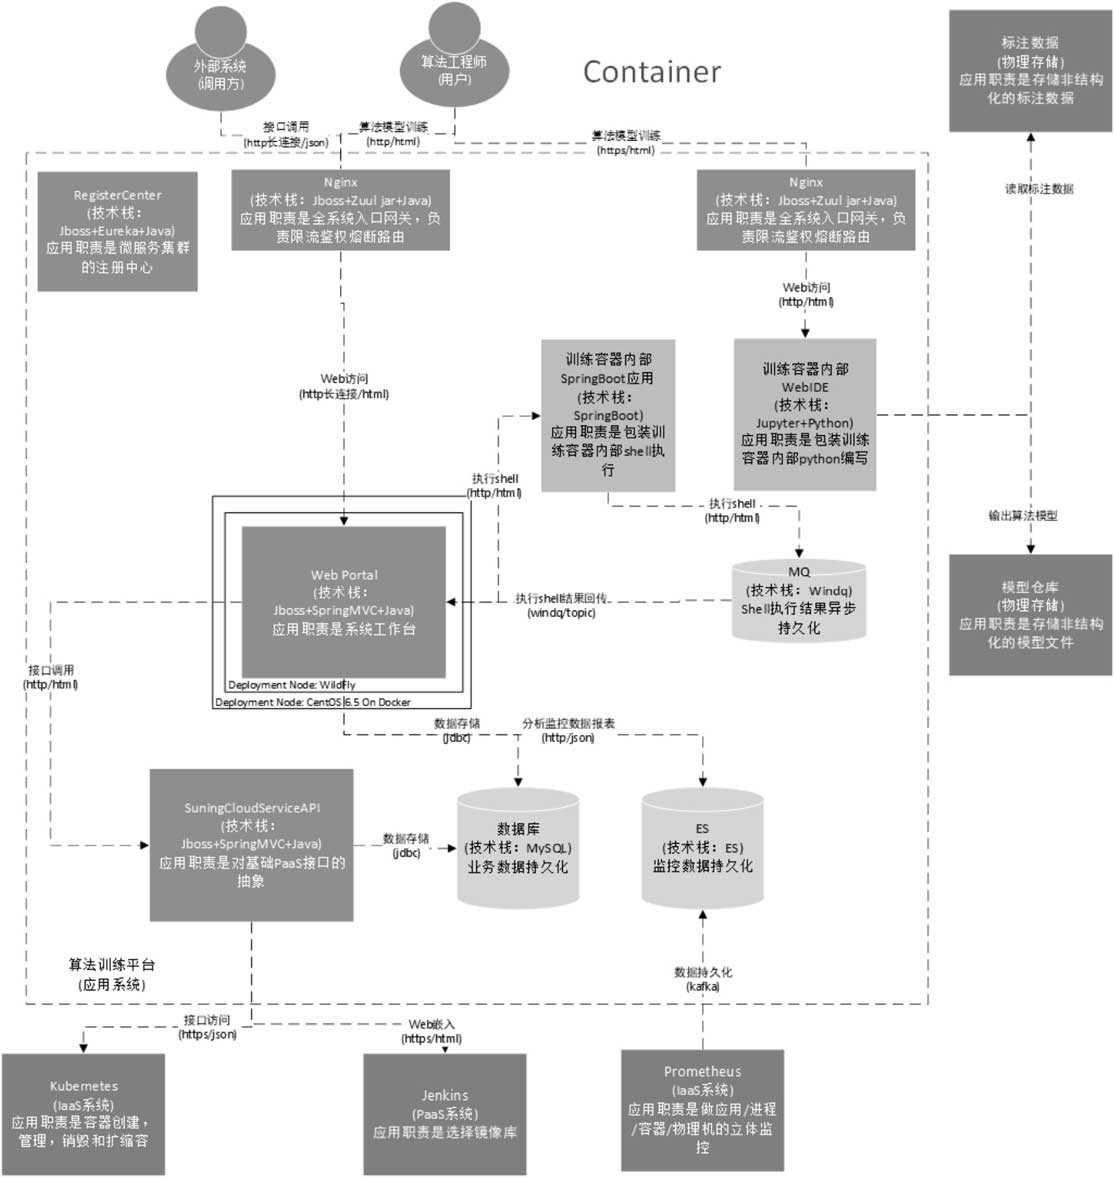 外部系统
(调用方)
算法工程师
(用户)
Container
标注数据
(物理存储)
应用职责是存储非结构
化的标注数据
接口调用
(http长连接/json)
算法模型训练
(http/html)
算法模型训练
(https/html)
RegisterCenter
(技术栈：
Jboss+Eureka+Java)
应用职责是微服务集群
的注册中心
Nginx
(技术栈：Jboss+Zuul jar+Java)
应用职责是全系统入口网关，负
责限流鉴权熔断路由
Nginx
(技术栈：Jboss+Zuul jar+Java)
应用职责是全系统入口网关，负
责限流鉴权熔断路由
读取标注数据
Web访问
(http/html)
Web访问
(http长连接/html)
训练容器内部
SpringBoot应用
(技术栈：
SpringBoot)
应用职责是包装训
练容器内部shell执
行
训练容器内部
WebIDE
(技术栈：
Jupyter+Python)
应用职责是包装训练
容器内部python编写
执行shell
(http/html)
执行shell
(http/html)
输出算法模型
Web Portal
(技术栈：
Jboss+SpringMVC+Java)
应用职责是系统工作台
Deployment Node: WildFly
Deployment Node: CentOS 6.5 On Docker
执行shell结果回传
(windq/topic)
MQ
(技术栈：Windq)
Shell执行结果异步
持久化
模型仓库
(物理存储)
应用职责是存储非结构
化的模型文件
接口调用
(http/html)
数据存储
(jdbc)
分析监控数据报表
(http/json)
SuningCloudServiceAPI
(技术栈：
Jboss+SpringMVC+Java)
应用职责是对基础PaaS接口的
抽象
数据存储
(jdbc)
数据库
(技术栈：MySQL)
业务数据持久化
ES
(技术栈：ES)
监控数据持久化
算法训练平台
(应用系统)
数据持久化
(kafka)
接口访问
(https/json)
Web嵌入
(https/html)
Kubernetes
(IaaS系统)
应用职责是容器创建，
管理，销毁和扩缩容
Jenkins
(PaaS系统)
应用职责是选择镜像库
Prometheus
(IaaS系统)
应用职责是做应用/进程
/容器/物理机的立体监
控